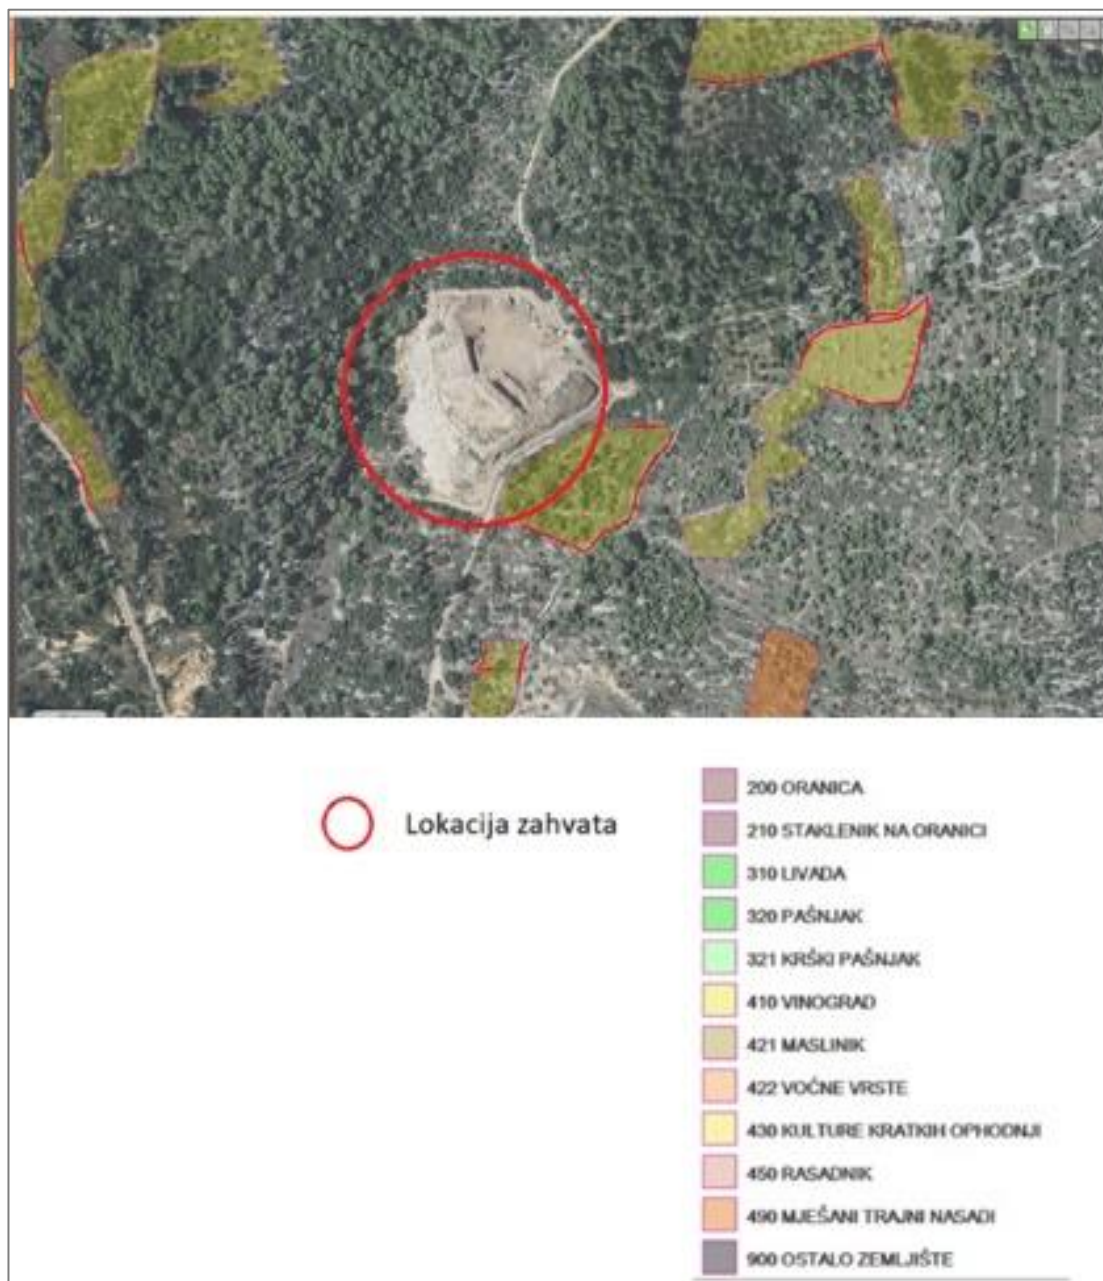 Lokacija zahvata
200 ORANICA
210 STAKLENIK NA ORANICI
310 LIVADA
320 PAŠNJAK
321 KRŠKI PAŠNJAK
410 VINOGRAD
421 MASLINIK
422 VOĆNE VRSTE
430 KULTURE KRATKIH OPHODNJI
450 RASADNIK
490 MJEŠANI TRAJNI NASADI
900 OSTALO ZEMLJIŠTE